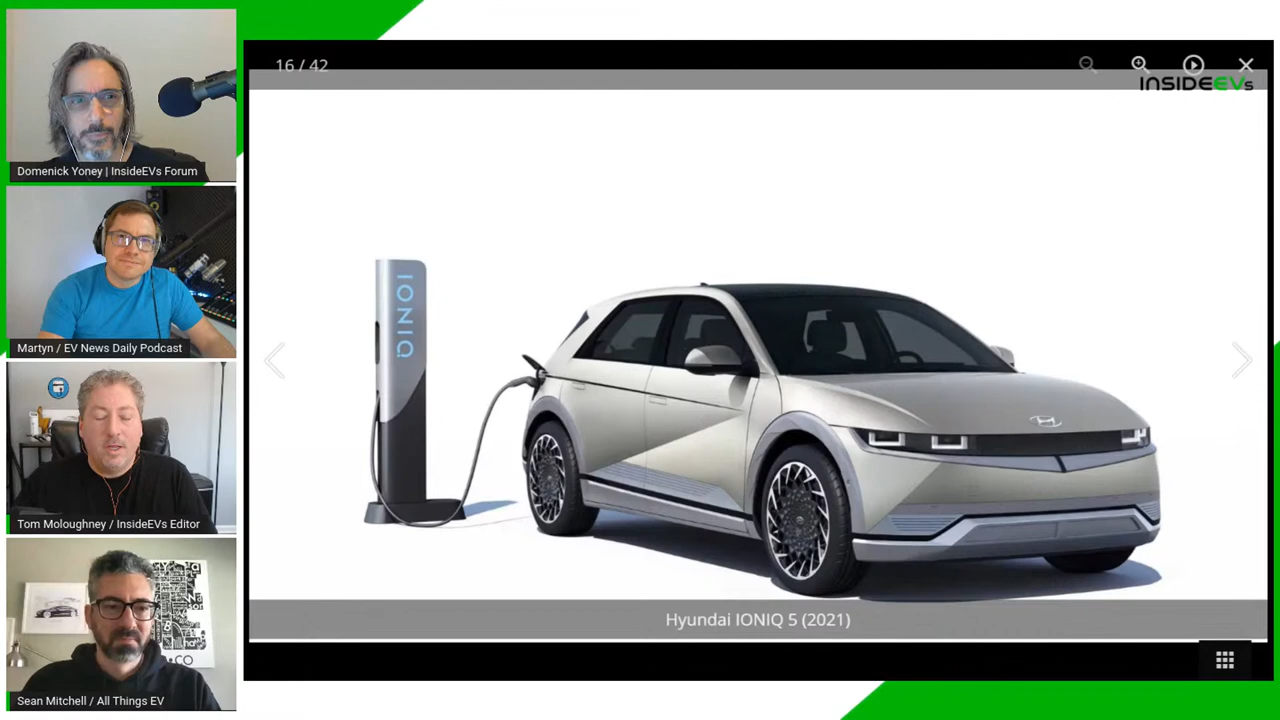 Domenick Yoney | InsideEVs Forum
Martyn / EV News Daily Podcast
Tom Moloughney / InsideEVs Editor
Sean Mitchell / All Things EV
16 / 42
INSIDEEVs
IONIQ
Hyundai IONIQ 5 (2021)